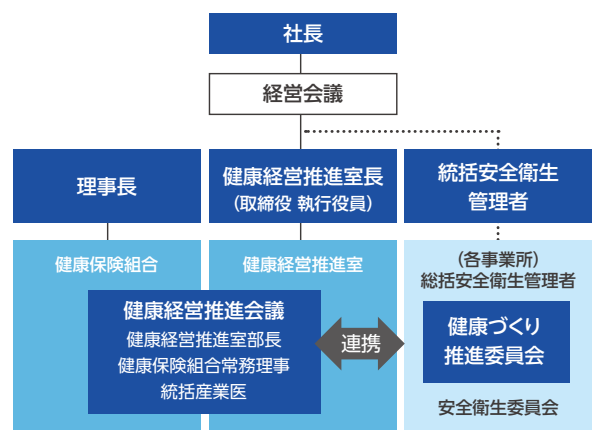 社長
経営会議
理事長
健康経営推進室長
(取締役 執行役員)
統括安全衛生
管理者
健康保険組合
健康経営推進室
(各事業所)
総括安全衛生管理者
健康経営推進会議
健康経営推進室部長
健康保険組合常務理事
統括産業医
連携
健康づくり
推進委員会
安全衛生委員会